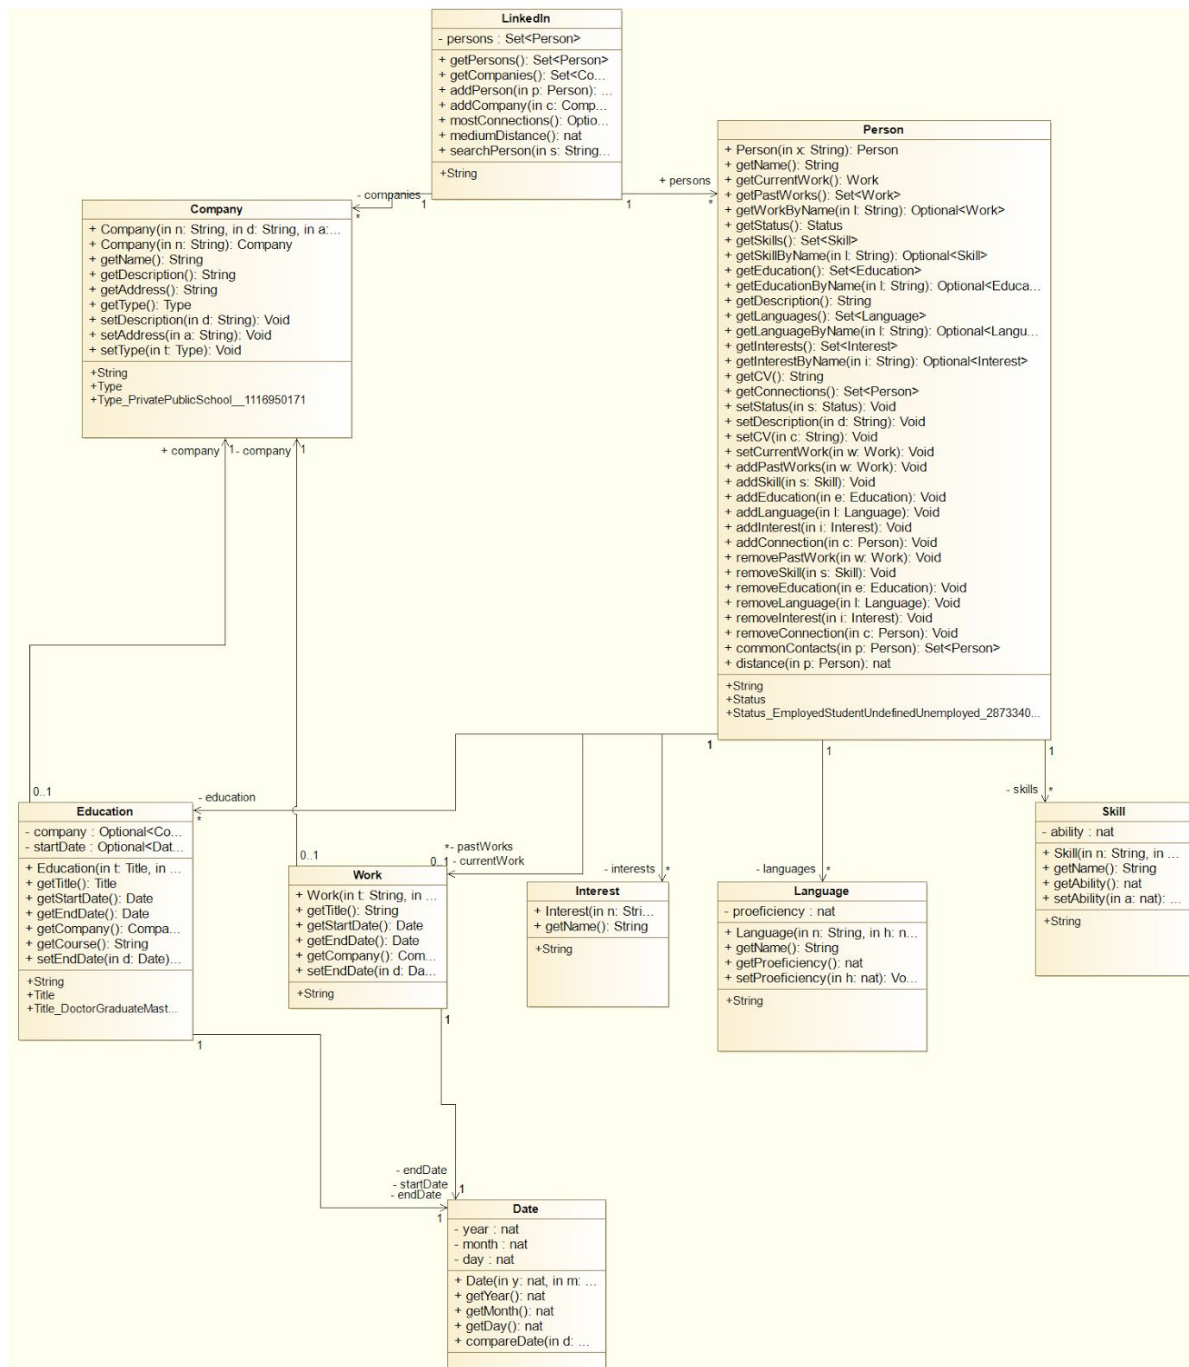 LinkedIn
- persons : Set<Person>
+ getPersons(): Set<Person>
+ getCompanies(): Set<Co...
+ addPerson(in p: Person): ...
+ addCompany(in c: Comp...
+ mostConnections(): Optio...
+ mediumDistance(): nat
+ searchPerson(in s: String...
+String
- companies
*
1
1
+ persons
*
Company
+ Company(in n: String, in d: String, in a:...
+ Company(in n: String): Company
+ getName(): String
+ getDescription(): String
+ getAddress(): String
+ getType(): Type
+ setDescription(in d: String): Void
+ setAddress(in a: String): Void
+ setType(in t: Type): Void
+String
+Type
+Type_PrivatePublicSchool__1116950171
+ company
1
- company
1
Person
+ Person(in x: String): Person
+ getName(): String
+ getCurrentWork(): Work
+ getPastWorks(): Set<Work>
+ getWorkByName(in l: String): Optional<Work>
+ getStatus(): Status
+ getSkills(): Set<Skill>
+ getSkillByName(in l: String): Optional<Skill>
+ getEducation(): Set<Education>
+ getEducationByName(in l: String): Optional<Educa...
+ getDescription(): String
+ getLanguages(): Set<Language>
+ getLanguageByName(in l: String): Optional<Langu...
+ getInterests(): Set<Interest>
+ getInterestByName(in i: String): Optional<Interest>
+ getCV(): String
+ getConnections(): Set<Person>
+ setStatus(in s: Status): Void
+ setDescription(in d: String): Void
+ setCV(in c: String): Void
+ setCurrentWork(in w: Work): Void
+ addPastWorks(in w: Work): Void
+ addSkill(in s: Skill): Void
+ addEducation(in e: Education): Void
+ addLanguage(in l: Language): Void
+ addInterest(in i: Interest): Void
+ addConnection(in c: Person): Void
+ removePastWork(in w: Work): Void
+ removeSkill(in s: Skill): Void
+ removeEducation(in e: Education): Void
+ removeLanguage(in l: Language): Void
+ removeInterest(in i: Interest): Void
+ removeConnection(in c: Person): Void
+ commonContacts(in p: Person): Set<Person>
+ distance(in p: Person): nat
+String
+Status
+Status_EmployedStudentUndefinedUnemployed_2873340...
1
1
1
0..1
- education
*
Education
- company : Optional<Co...
- startDate : Optional<Dat...
+ Education(in t: Title, in ...
+ getTitle(): Title
+ getStartDate(): Date
+ getEndDate(): Date
+ getCompany(): Compa...
+ getCourse(): String
+ setEndDate(in d: Date)...
+String
+Title
+Title_DoctorGraduateMast...
1
0..1
*- pastWorks
0..1 - currentWork
Work
+ Work(in t: String, in ...
+ getTitle(): String
+ getStartDate(): Date
+ getEndDate(): Date
+ getCompany(): Com...
+ setEndDate(in d: Da...
+String
1
- interests
*
Interest
+ Interest(in n: Stri...
+ getName(): String
+String
- languages
*
Language
- proeficiency : nat
+ Language(in n: String, in h: n...
+ getName(): String
+ getProeficiency(): nat
+ setProeficiency(in h: nat): Vo...
+String
- skills
*
Skill
- ability : nat
+ Skill(in n: String, in ...
+ getName(): String
+ getAbility(): nat
+ setAbility(in a: nat): ...
+String
- endDate
- startDate
1
- endDate
1
Date
- year : nat
- month : nat
- day : nat
+ Date(in y: nat, in m: ...
+ getYear(): nat
+ getMonth(): nat
+ getDay(): nat
+ compareDate(in d: ...